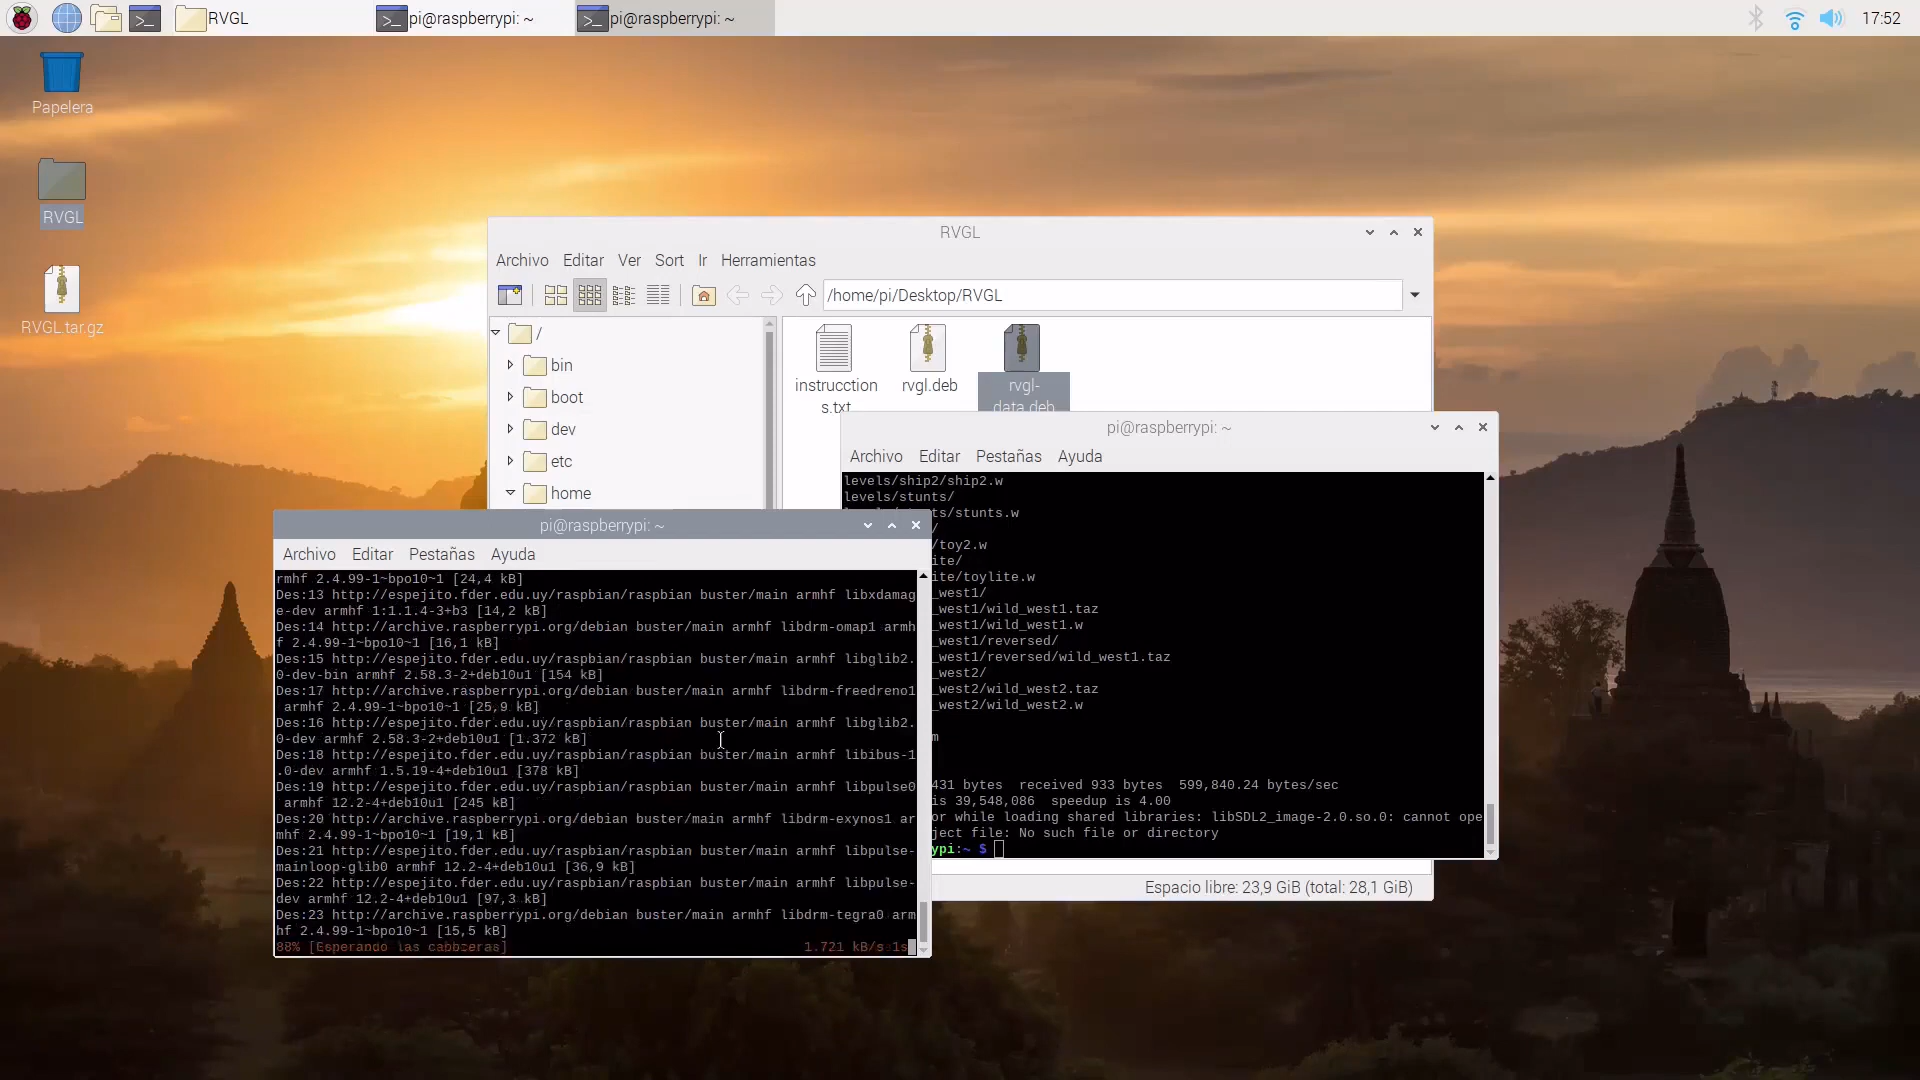 RVGL
pi@raspberrypi: ~
pi@raspberrypi: ~
17:52
Papelera
RVGL
RVGL.tar.gz
RVGL
Archivo Editar Ver Sort Ir Herramientas
/home/pi/Desktop/RVGL
/
bin
boot
dev
etc
home
instrucction
s.txt
rvgl.deb
rvgl-
data.deb
pi@raspberrypi: ~
Archivo Editar Pestañas Ayuda
levels/ship2/ship2.w
levels/stunts/
ts/stunts.w
/
/toy2.w
ite/
ite/toylite.w
_west1/
_west1/wild_west1.taz
_west1/wild_west1.w
_west1/reversed/
_west1/reversed/wild_west1.taz
_west2/
_west2/wild_west2.taz
_west2/wild_west2.w
m
431 bytes received 933 bytes 599,840.24 bytes/sec
is 39,548,086 speedup is 4.00
or while loading shared libraries: libSDL2_image-2.0.so.0: cannot ope
ject file: No such file or directory
ypi:~ $
Espacio libre: 23,9 GiB (total: 28,1 GiB)
pi@raspberrypi: ~
Archivo Editar Pestañas Ayuda
rmhf 2.4.99-1~bpo10~1 [24,4 kB]
Des:13 http://espejito.fder.edu.uy/raspbian/raspbian buster/main armhf libxdamag
e-dev armhf 1:1.1.4-3+b3 [14,2 kB]
Des:14 http://archive.raspberrypi.org/debian buster/main armhf libdrm-omap1 armh
f 2.4.99-1~bpo10~1 [16,1 kB]
Des:15 http://espejito.fder.edu.uy/raspbian/raspbian buster/main armhf libglib2.
0-dev-bin armhf 2.58.3-2+deb10u1 [154 kB]
Des:17 http://archive.raspberrypi.org/debian buster/main armhf libdrm-freedreno1
armhf 2.4.99-1~bpo10~1 [25,9 kB]
Des:16 http://espejito.fder.edu.uy/raspbian/raspbian buster/main armhf libglib2.
0-dev armhf 2.58.3-2+deb10u1 [1.372 kB]
Des:18 http://espejito.fder.edu.uy/raspbian/raspbian buster/main armhf libibus-1
.0-dev armhf 1.5.19-4+deb10u1 [378 kB]
Des:19 http://espejito.fder.edu.uy/raspbian/raspbian buster/main armhf libpulse0
armhf 12.2-4+deb10u1 [245 kB]
Des:20 http://archive.raspberrypi.org/debian buster/main armhf libdrm-exynos1 ar
mhf 2.4.99-1~bpo10~1 [19,1 kB]
Des:21 http://espejito.fder.edu.uy/raspbian/raspbian buster/main armhf libpulse-
mainloop-glib0 armhf 12.2-4+deb10u1 [36,9 kB]
Des:22 http://espejito.fder.edu.uy/raspbian/raspbian buster/main armhf libpulse-
dev armhf 12.2-4+deb10u1 [97,3 kB]
Des:23 http://archive.raspberrypi.org/debian buster/main armhf libdrm-tegra0 arm
hf 2.4.99-1~bpo10~1 [15,5 kB]
88% [Esperando las cabbzeras] 1.721 kB/s 1s